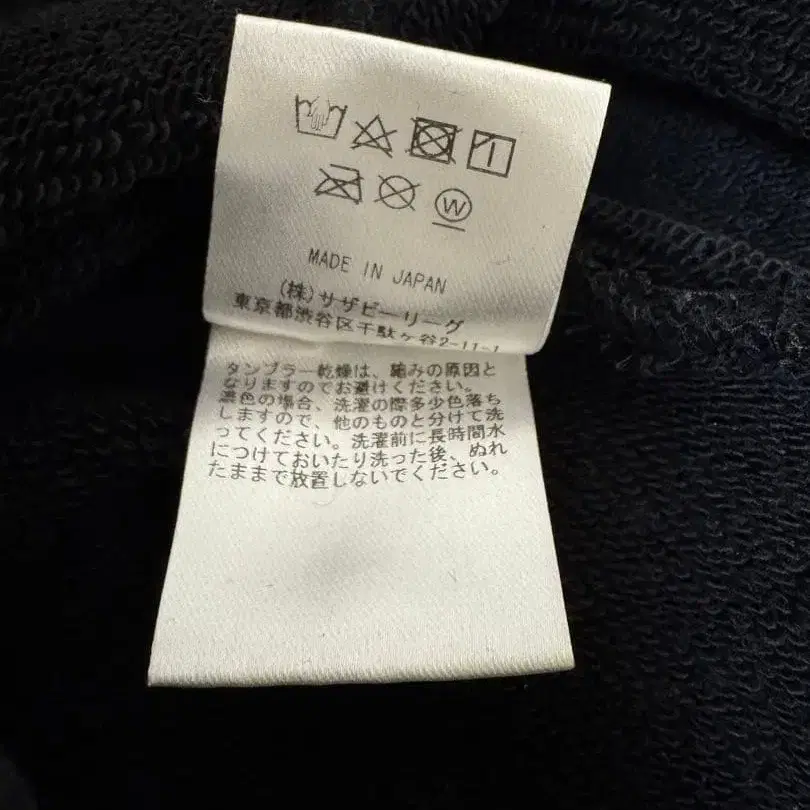 W
MADE IN JAPAN
(株)サザビーリーグ
東京都渋谷区千駄ヶ谷2-11-1
タンブラー乾燥は、縮みの原因と
なりますのでお避けください。
濃色の場合、洗濯の際多少色落ち
しますので、他のものと分けて洗
ってください。洗濯前に長時間水
につけておいたり洗った後、ぬれ
たままで放置しないでください。